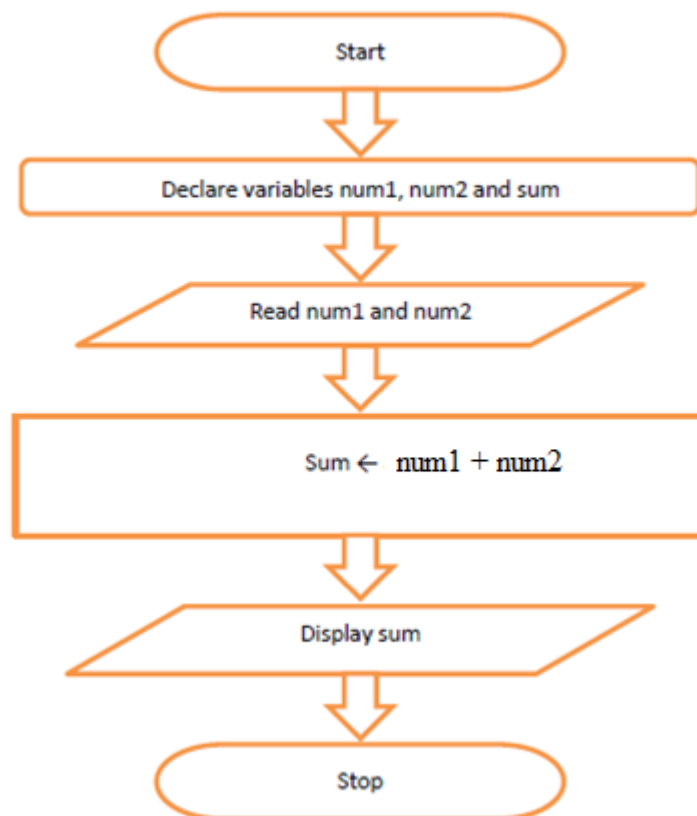 Start
Declare variables num1, num2 and sum
Read num1 and num2
Sum ← num1 + num2
Display sum
Stop